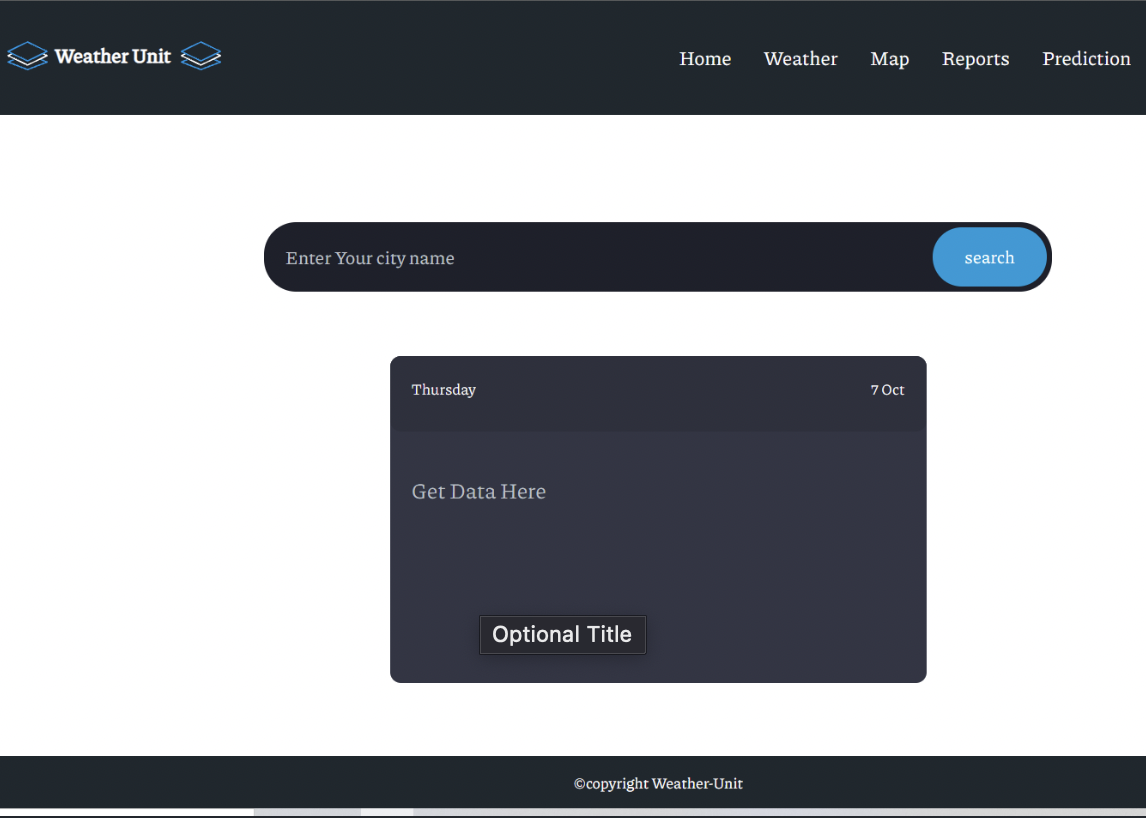 Weather Unit
Home Weather Map Reports Prediction
Enter Your city name search
Thursday 7 Oct
Get Data Here
Optional Title
©copyright Weather-Unit